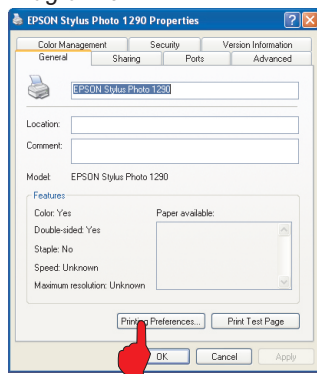 EPSON Stylus Photo 1290 Properties
Color Management Security Version Information
General Sharing Ports Advanced
EPSON Stylus Photo 1290
Location:
Comment:
Model: EPSON Stylus Photo 1290
Features
Color: Yes Paper available:
Double-sided: Yes
Staple: No
Speed: Unknown
Maximum resolution: Unknown
Printing Preferences... Print Test Page
OK Cancel Apply